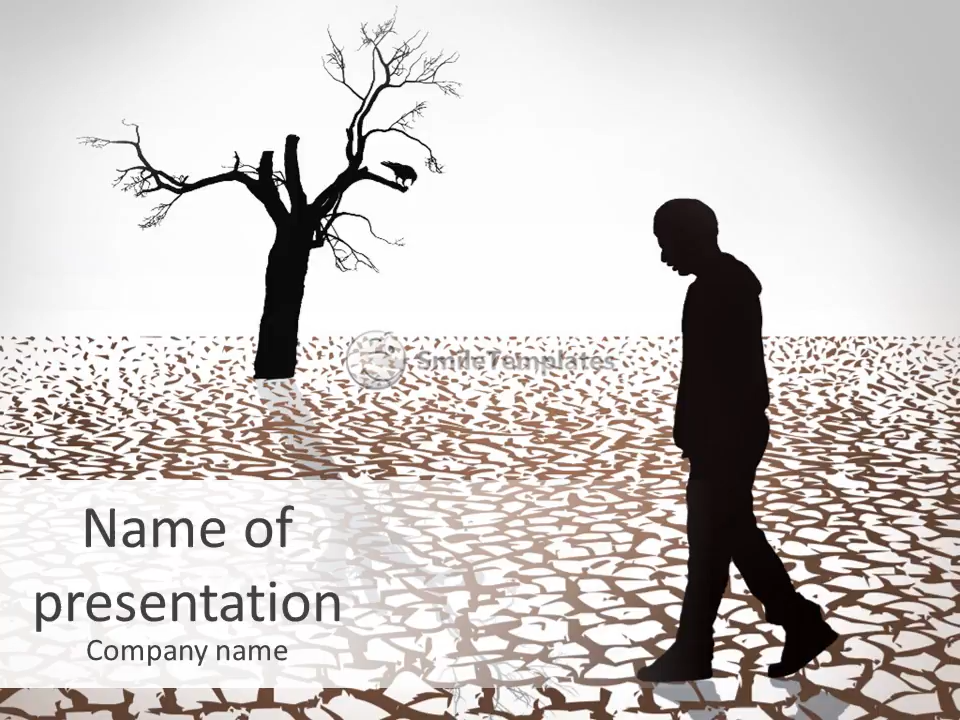 SmileTemplates
Name of
presentation
Company name